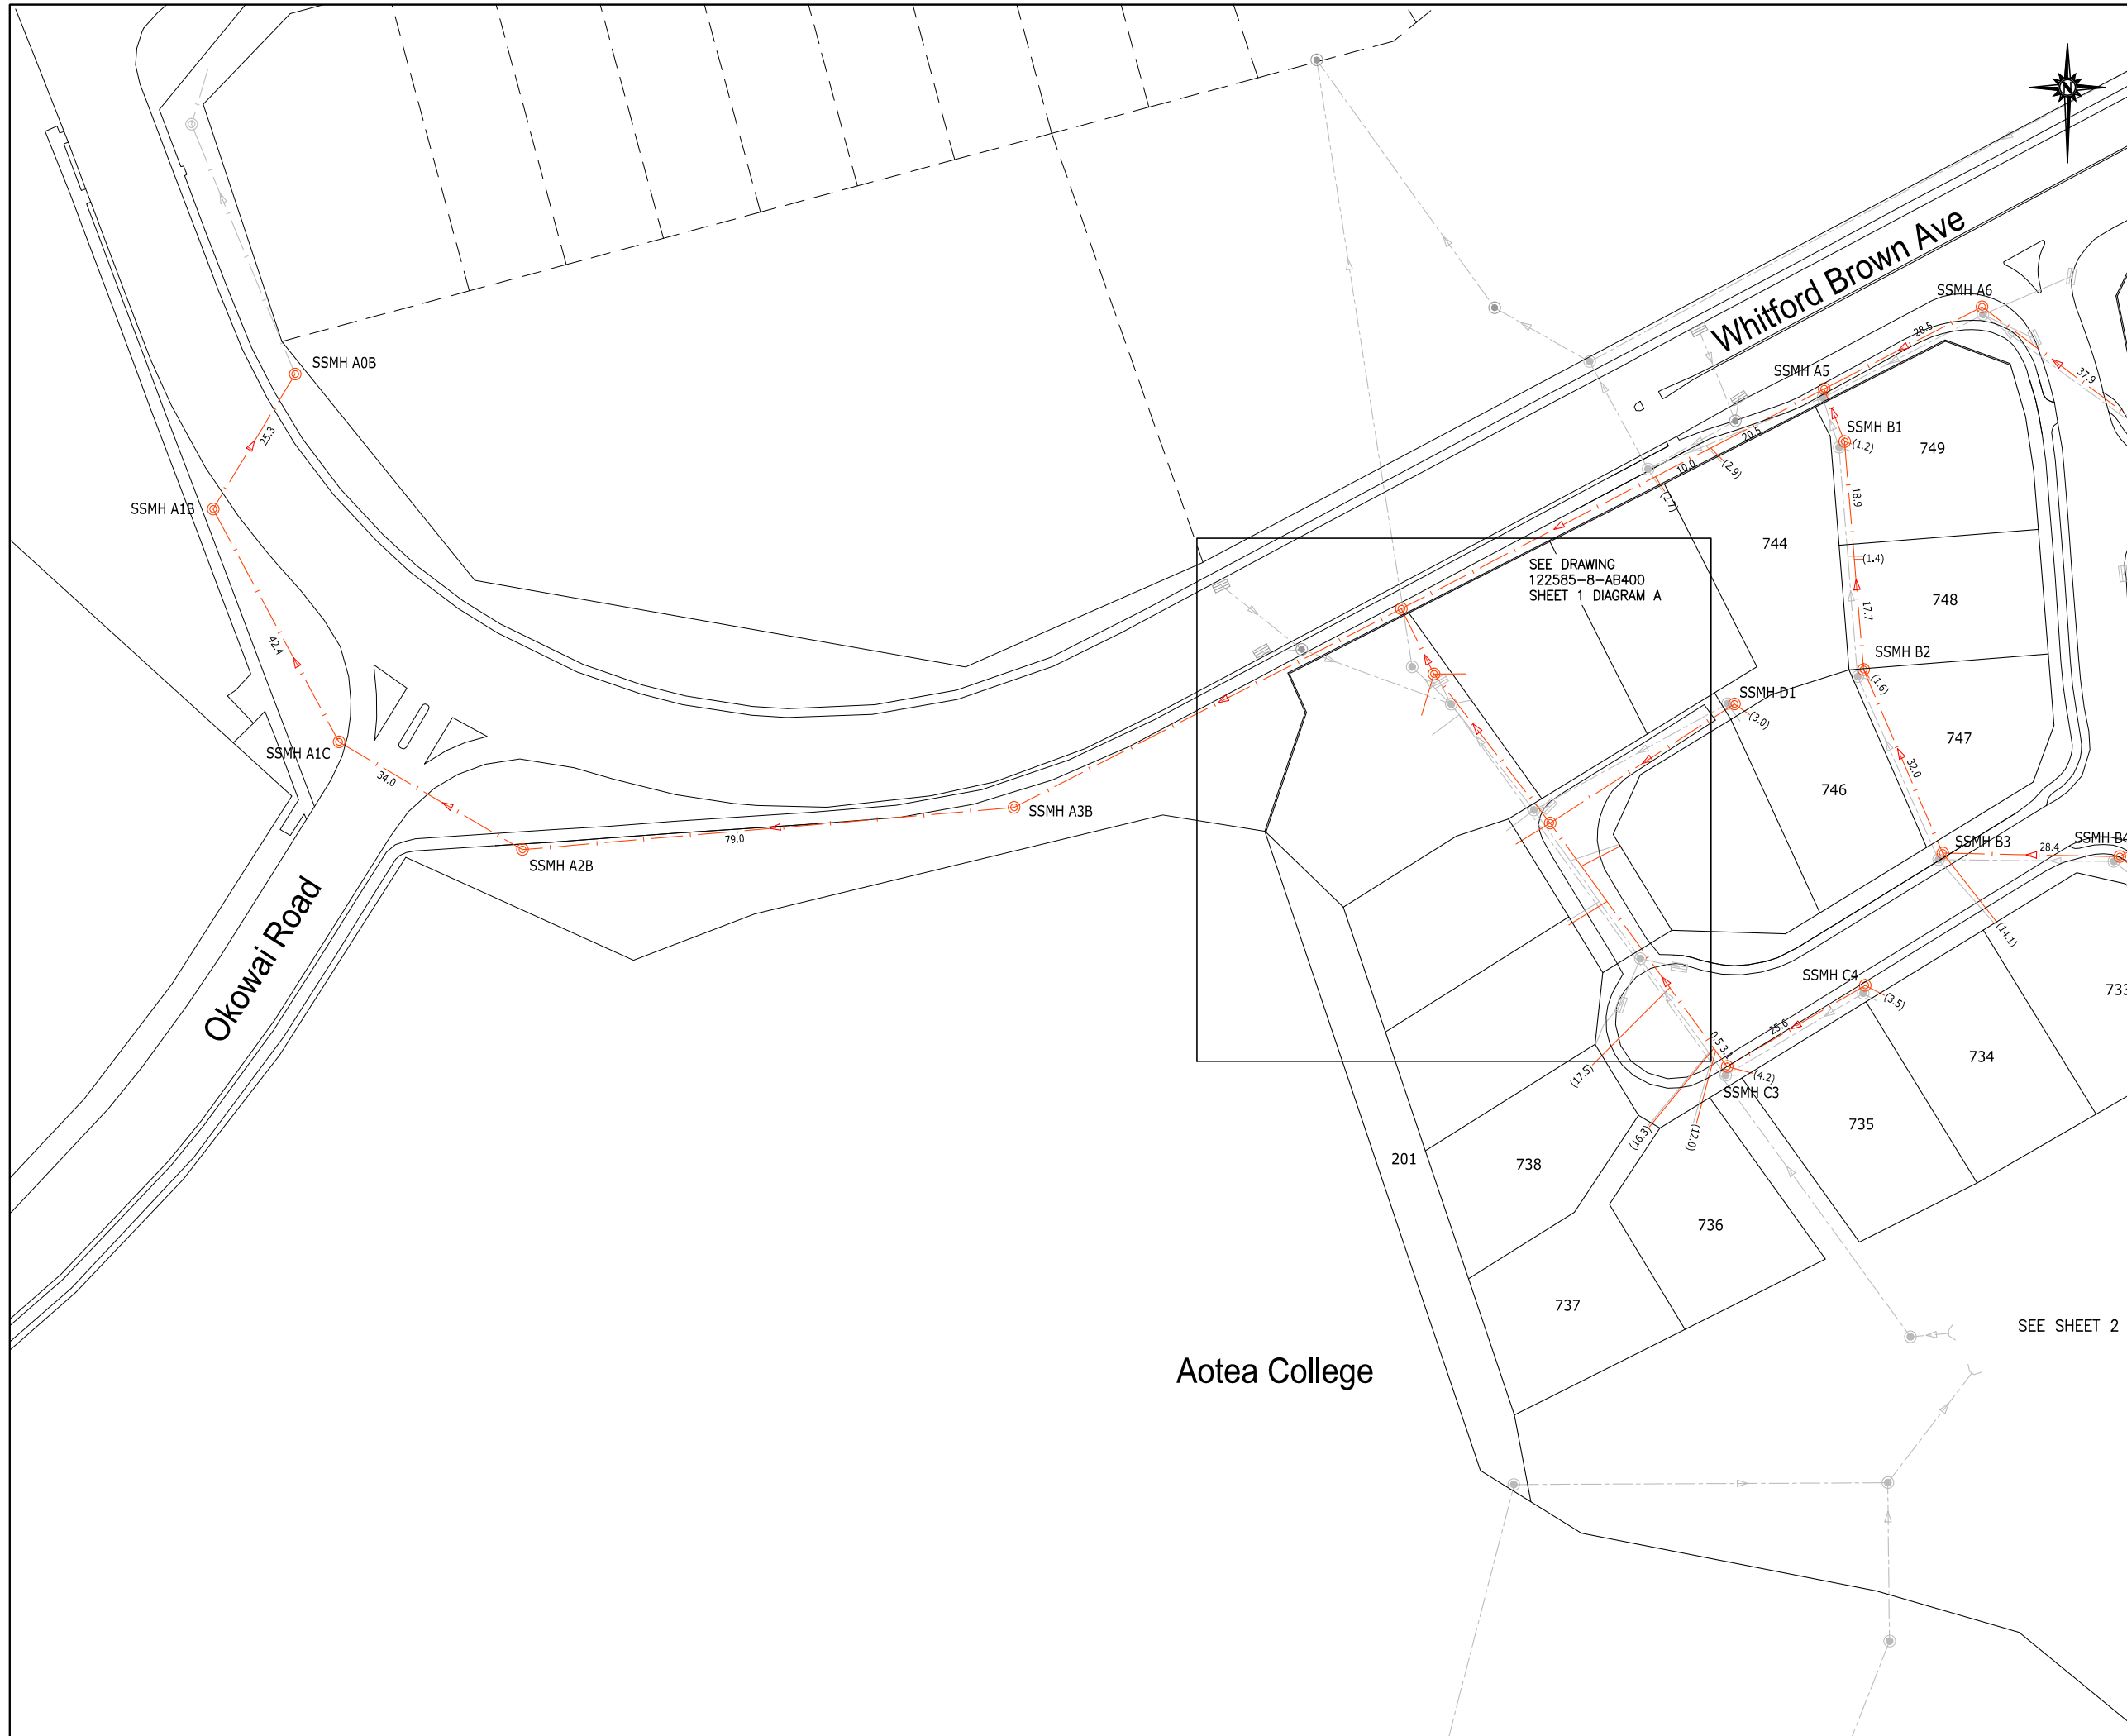 N
Whitford Brown Ave
SSMH A6
28.5
37.9
SSMH A5
SSMH A0B
25.3
SSMH B1
(1.2)
749
20.5
(2.9)
10.0
(2.7)
18.9
SSMH A1B
744
(1.4)
SEE DRAWING
122585-8-AB400
SHEET 1 DIAGRAM A
748
17.7
42.4
SSMH B2
(1.6)
SSMH D1
(3.0)
747
SSMH A1C
34.0
32.0
746
SSMH A3B
79.0
SSMH A2B
SSMH B3
28.4
SSMH B4
Okowai Road
(14.1)
SSMH C4
(3.5)
733
25.6
0.5
734
(17.5)
(4.2)
SSMH C3
735
(16.3)
(12.0)
201
738
736
737
SEE SHEET 2
Aotea College